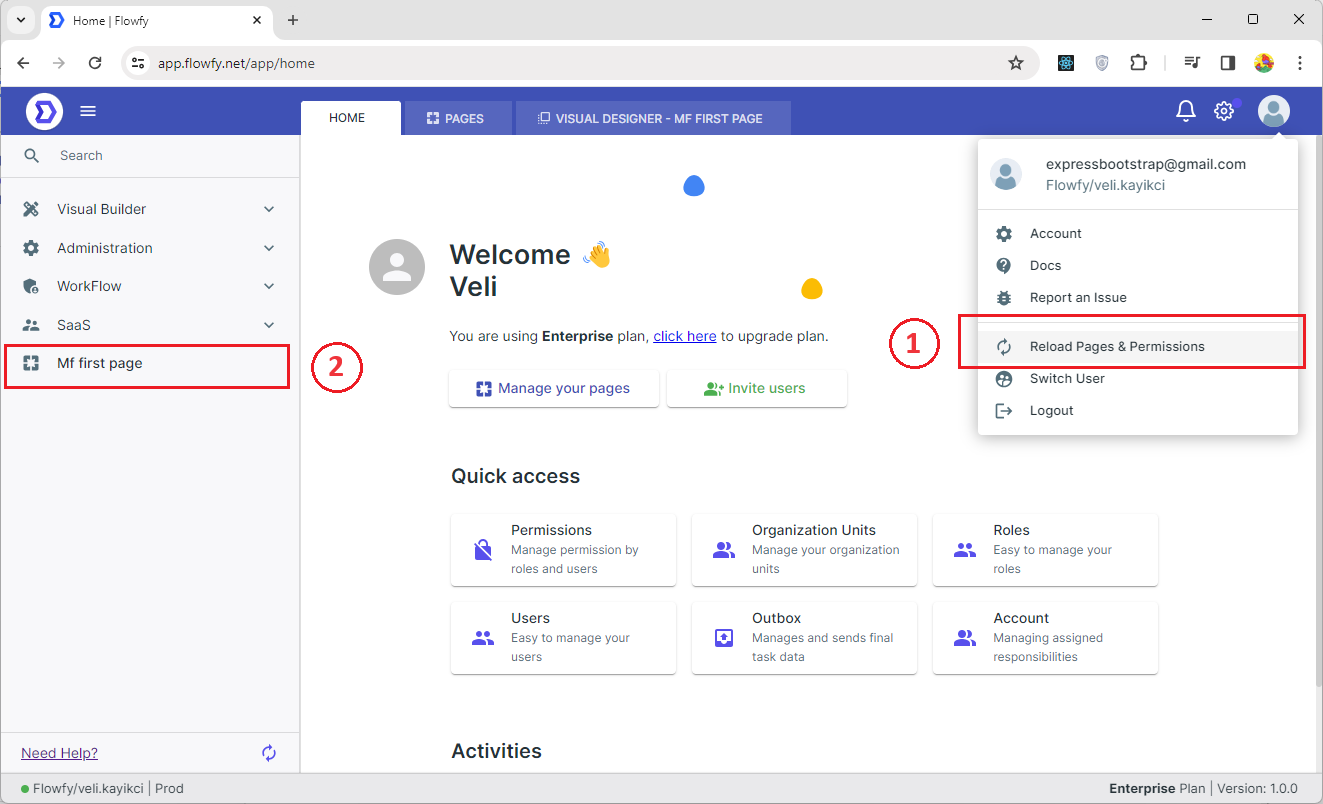 Home | Flowfy
app.flowfy.net/app/home
HOME
PAGES
VISUAL DESIGNER - MF FIRST PAGE
Search
Visual Builder
Administration
WorkFlow
SaaS
Mf first page
2
Welcome 👋
Veli
You are using Enterprise plan, click here to upgrade plan.
Manage your pages
Invite users
expressbootstrap@gmail.com
Flowfy/veli.kayikci
Account
Docs
Report an Issue
1
Reload Pages & Permissions
Switch User
Logout
Quick access
Permissions
Manage permission by
roles and users
Organization Units
Manage your organization
units
Roles
Easy to manage your
roles
Users
Easy to manage your
users
Outbox
Manages and sends final
task data
Account
Managing assigned
responsibilities
Activities
Need Help?
Flowfy/veli.kayikci | Prod
Enterprise Plan | Version: 1.0.0